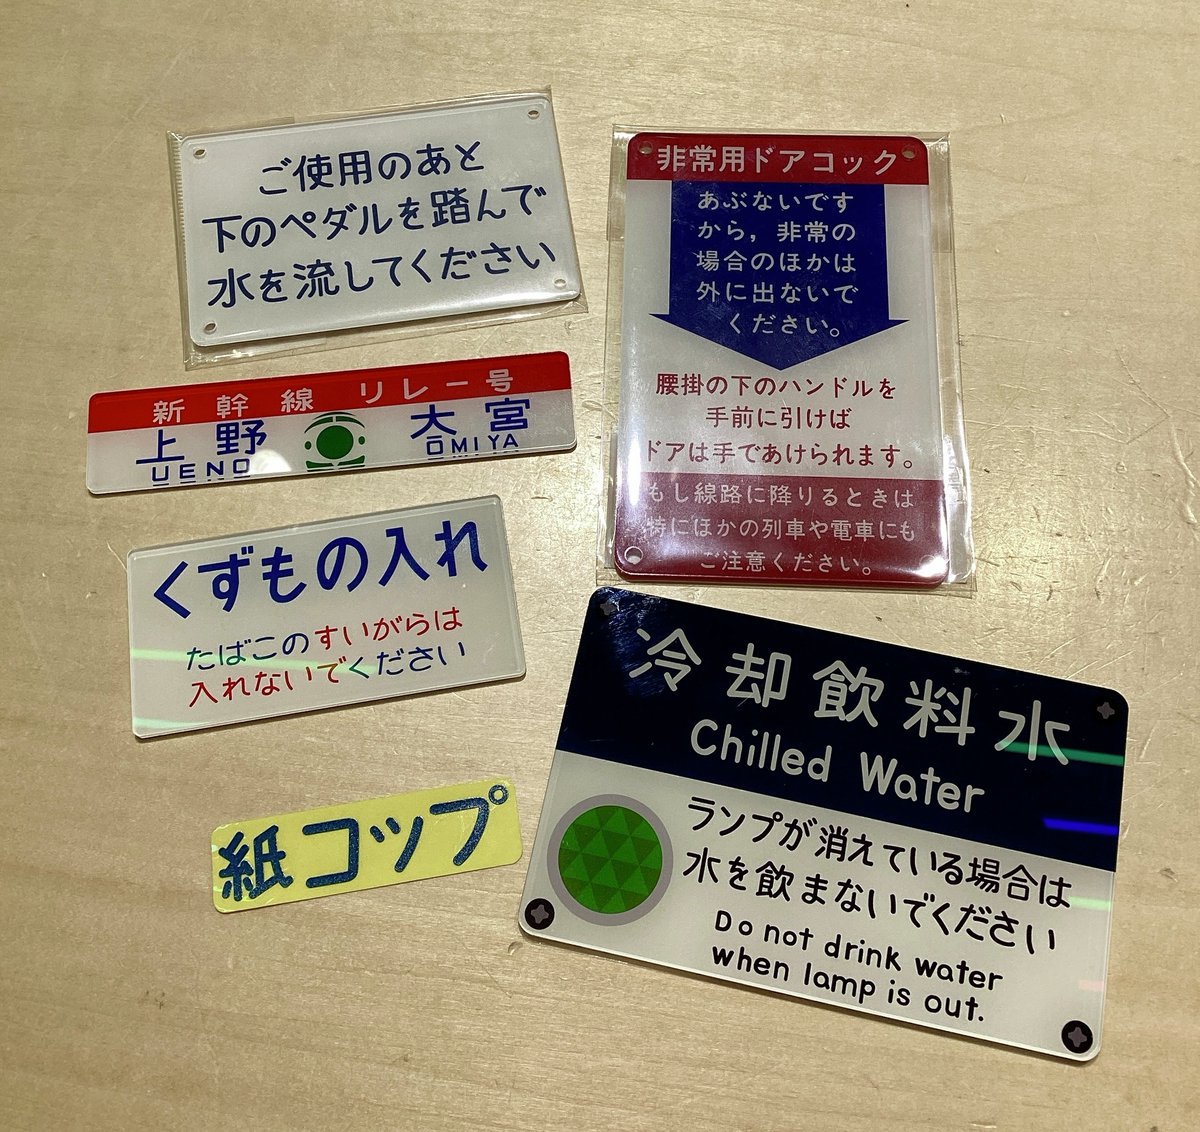 ご使用のあと
下のペダルを踏んで
水を流してください
非常用ドアコック
あぶないです
から，非常の
場合のほかは
外に出ないで
ください。
腰掛の下のハンドルを
手前に引けば
ドアは手であけられます。
もし線路に降りるときは
特にほかの列車や電車にも
ご注意ください。
新幹線 リレー号
上野 大宮
UENO OMIYA
くずもの入れ
たばこのすいがらは
入れないでください
紙コップ
冷却飲料水
Chilled Water
ランプが消えている場合は
水を飲まないでください
Do not drink water
when lamp is out.